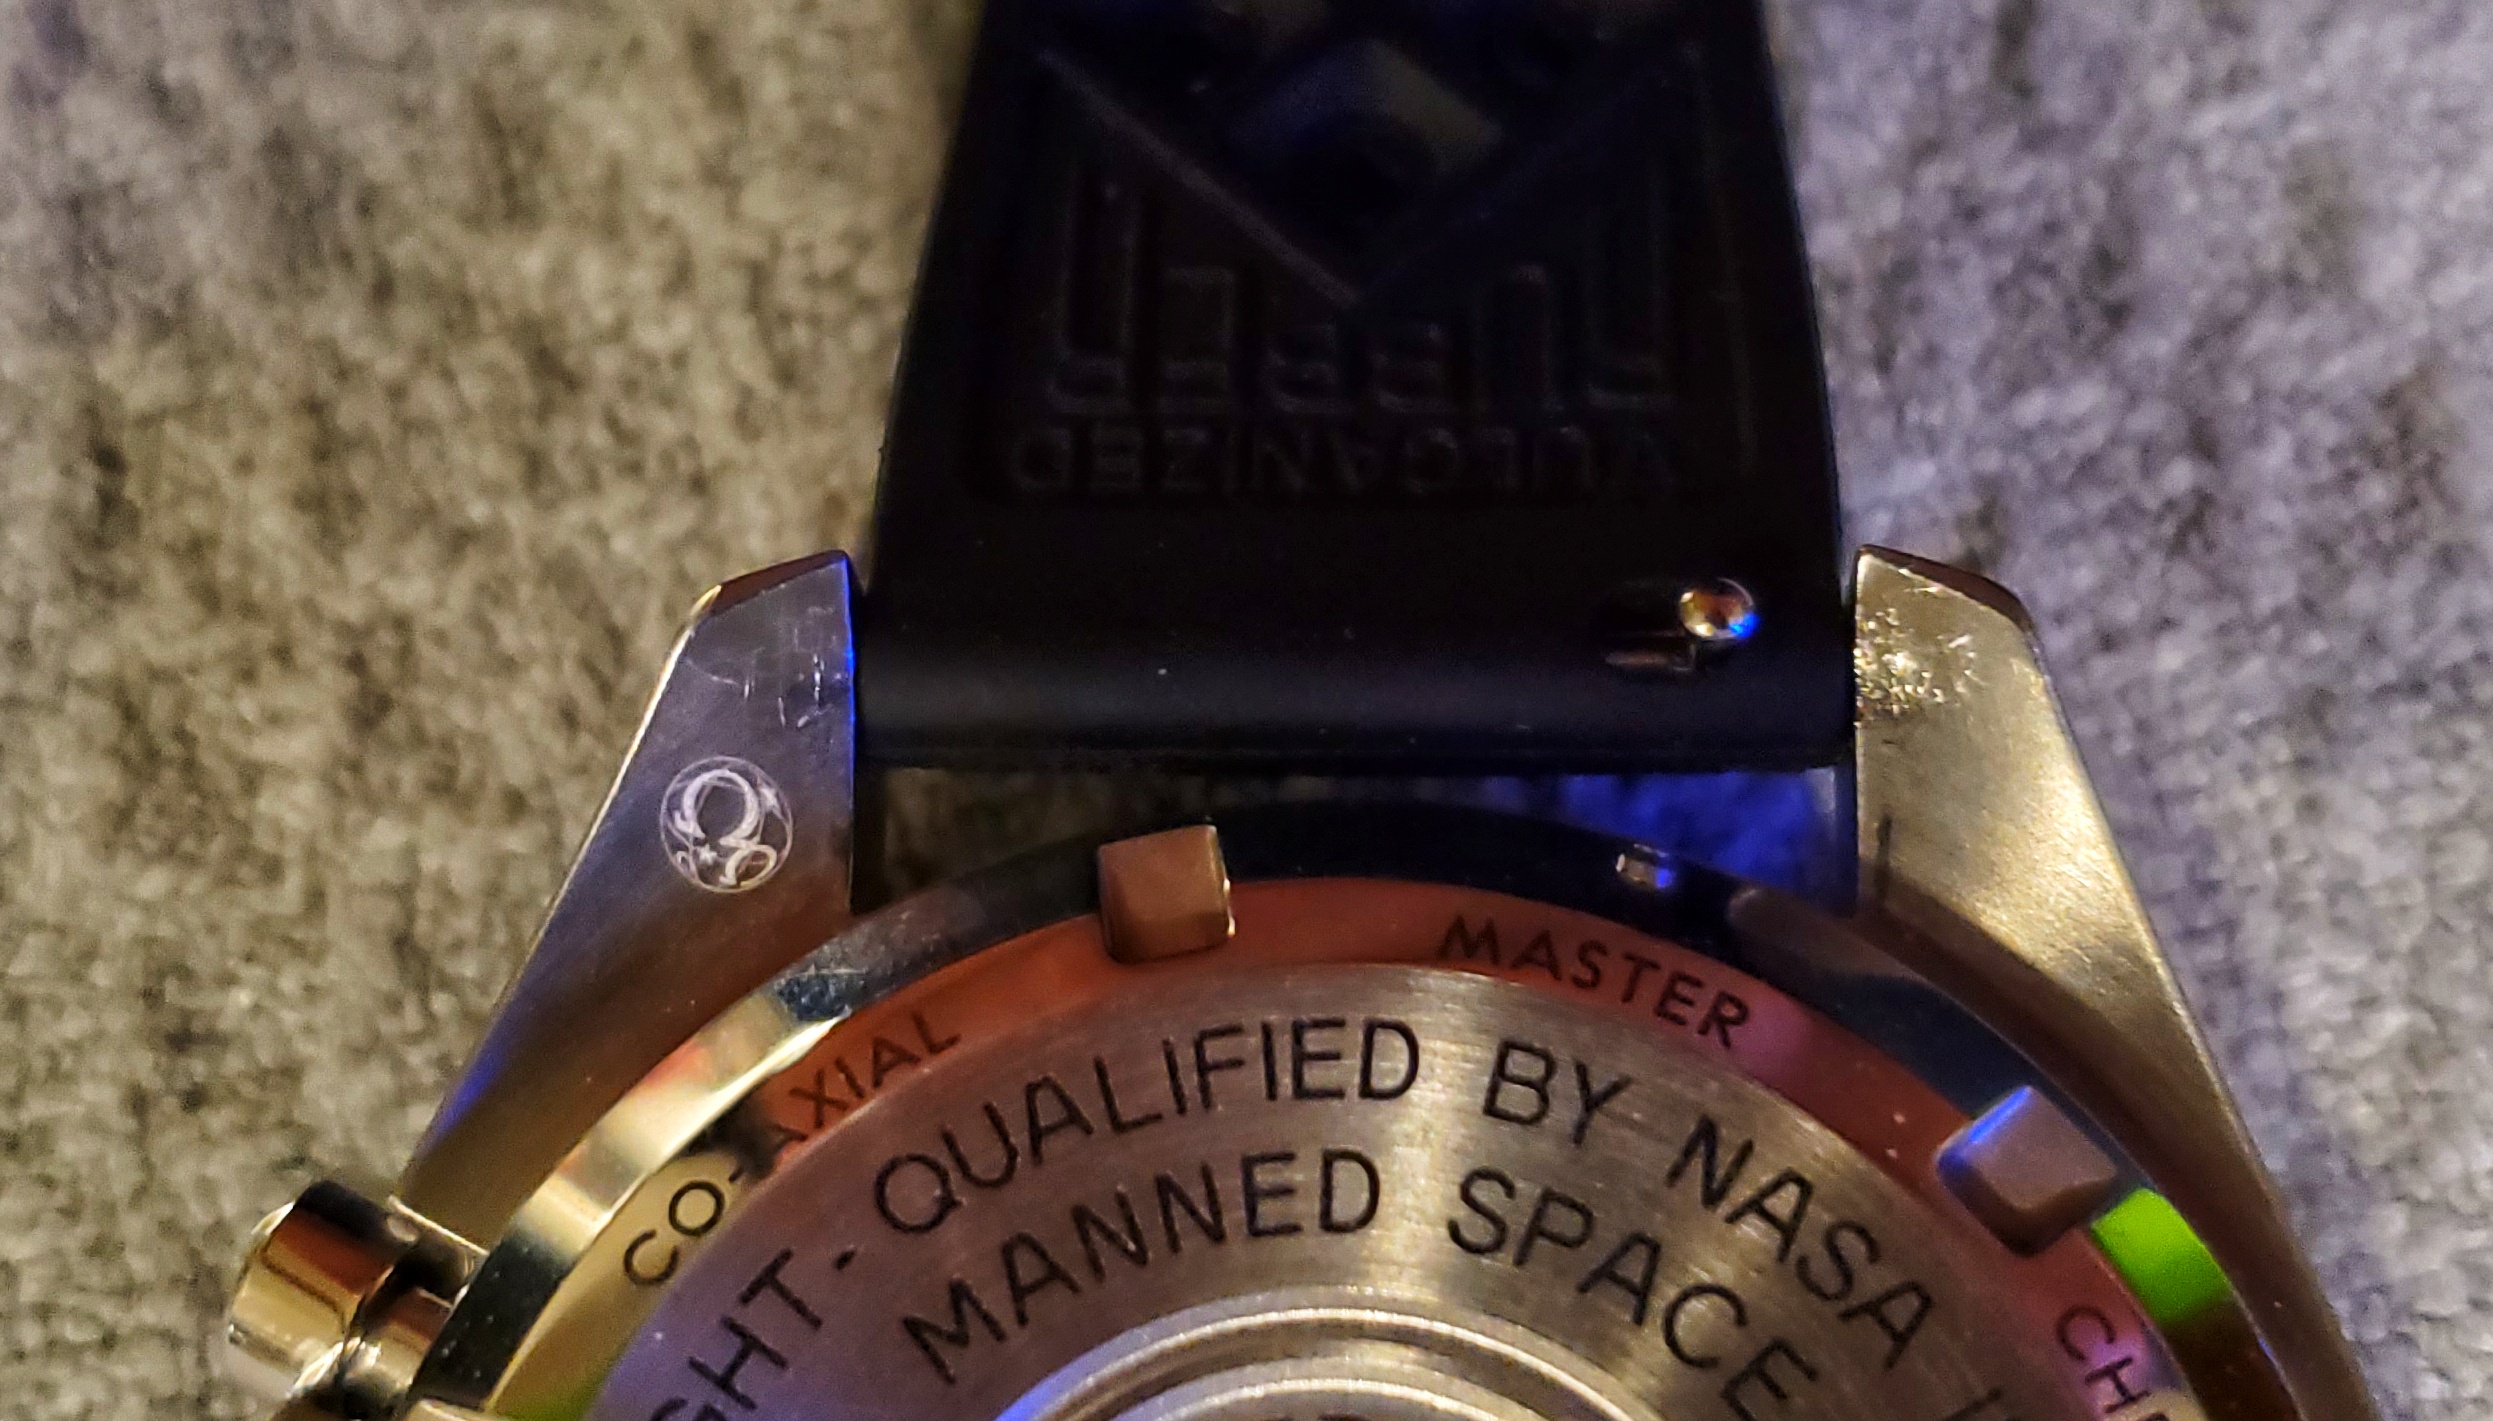 VULCANIZED
RUBBER
CO-AXIAL
MASTER
GHT-QUALIFIED BY NASA
MANNED SPACE